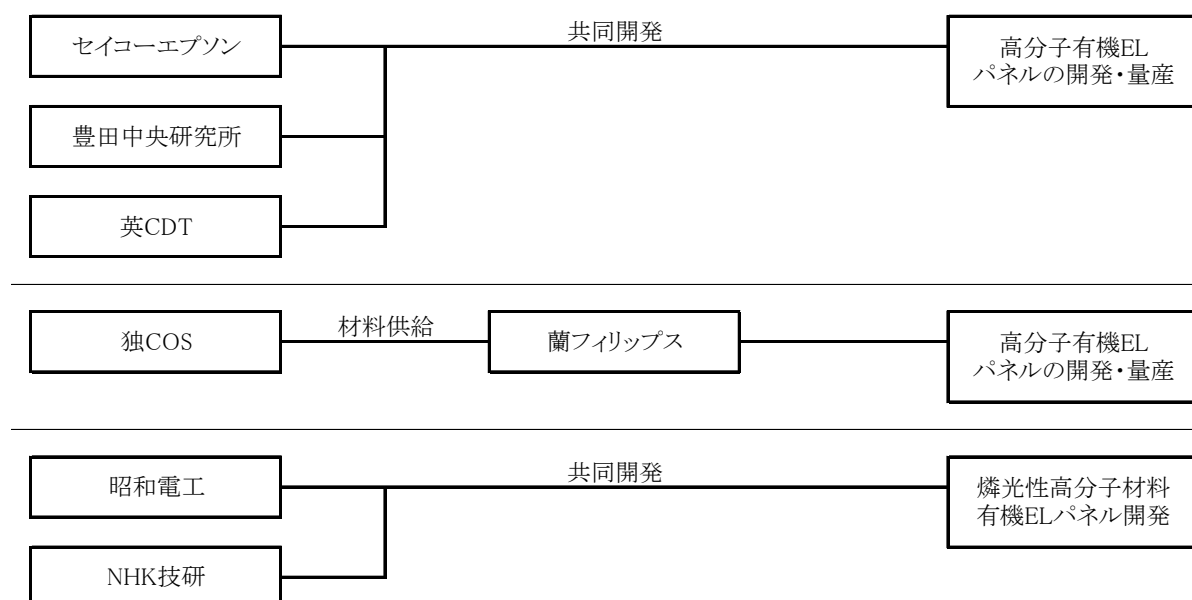 セイコーエプソン
共同開発
高分子有機EL
パネルの開発・量産
豊田中央研究所
英CDT
独COS
材料供給
蘭フィリップス
高分子有機EL
パネルの開発・量産
昭和電工
共同開発
燐光性高分子材料
有機ELパネル開発
NHK技研